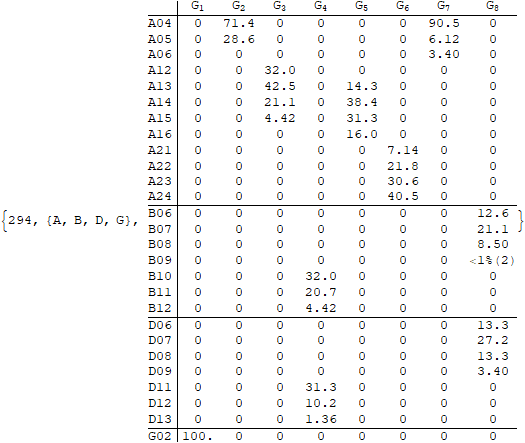 G1 G2 G3 G4 G5 G6 G7 G8
A04 0 71.4 0 0 0 0 90.5 0
A05 0 28.6 0 0 0 0 6.12 0
A06 0 0 0 0 0 0 3.40 0
A12 0 0 32.0 0 0 0 0 0
A13 0 0 42.5 0 14.3 0 0 0
A14 0 0 21.1 0 38.4 0 0 0
A15 0 0 4.42 0 31.3 0 0 0
A16 0 0 0 0 16.0 0 0 0
A21 0 0 0 0 0 7.14 0 0
A22 0 0 0 0 0 21.8 0 0
A23 0 0 0 0 0 30.6 0 0
A24 0 0 0 0 0 40.5 0 0
{294, {A, B, D, G}, }
B06 0 0 0 0 0 0 0 12.6
B07 0 0 0 0 0 0 0 21.1
B08 0 0 0 0 0 0 0 8.50
B09 0 0 0 0 0 0 0 <1%(2)
B10 0 0 0 32.0 0 0 0 0
B11 0 0 0 20.7 0 0 0 0
B12 0 0 0 4.42 0 0 0 0
D06 0 0 0 0 0 0 0 13.3
D07 0 0 0 0 0 0 0 27.2
D08 0 0 0 0 0 0 0 13.3
D09 0 0 0 0 0 0 0 3.40
D11 0 0 0 31.3 0 0 0 0
D12 0 0 0 10.2 0 0 0 0
D13 0 0 0 1.36 0 0 0 0
G02 100. 0 0 0 0 0 0 0